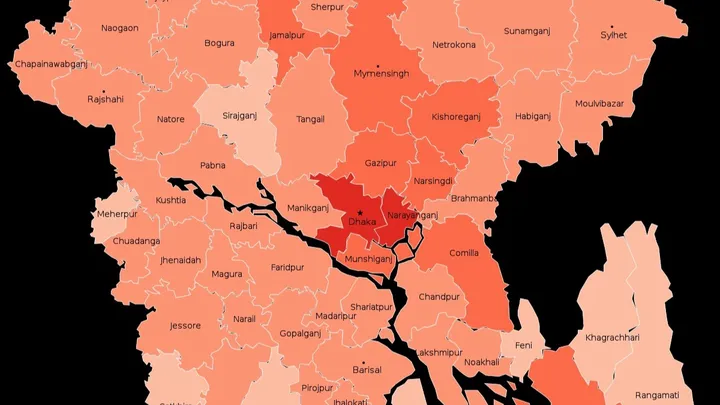 Sherpur
Naogaon
Sunamganj
Sylhet
Jamalpur
Bogura
Netrokona
Chapainawabganj
Mymensingh
Rajshahi
Moulvibazar
Natore
Sirajganj
Tangail
Kishoreganj
Habiganj
Gazipur
Pabna
Narsingdi
Kushtia
Manikganj
Brahmanba
Meherpur
Dhaka
Narayanganj
Rajbari
Chuadanga
Comilla
Jhenaidah
Munshiganj
Magura
Faridpur
Chandpur
Shariatpur
Narail
Madaripur
Jessore
Gopalganj
Khagrachhari
Feni
Lakshmipur
Noakhali
Barisal
Pirojpur
Rangamati
Jhalokati